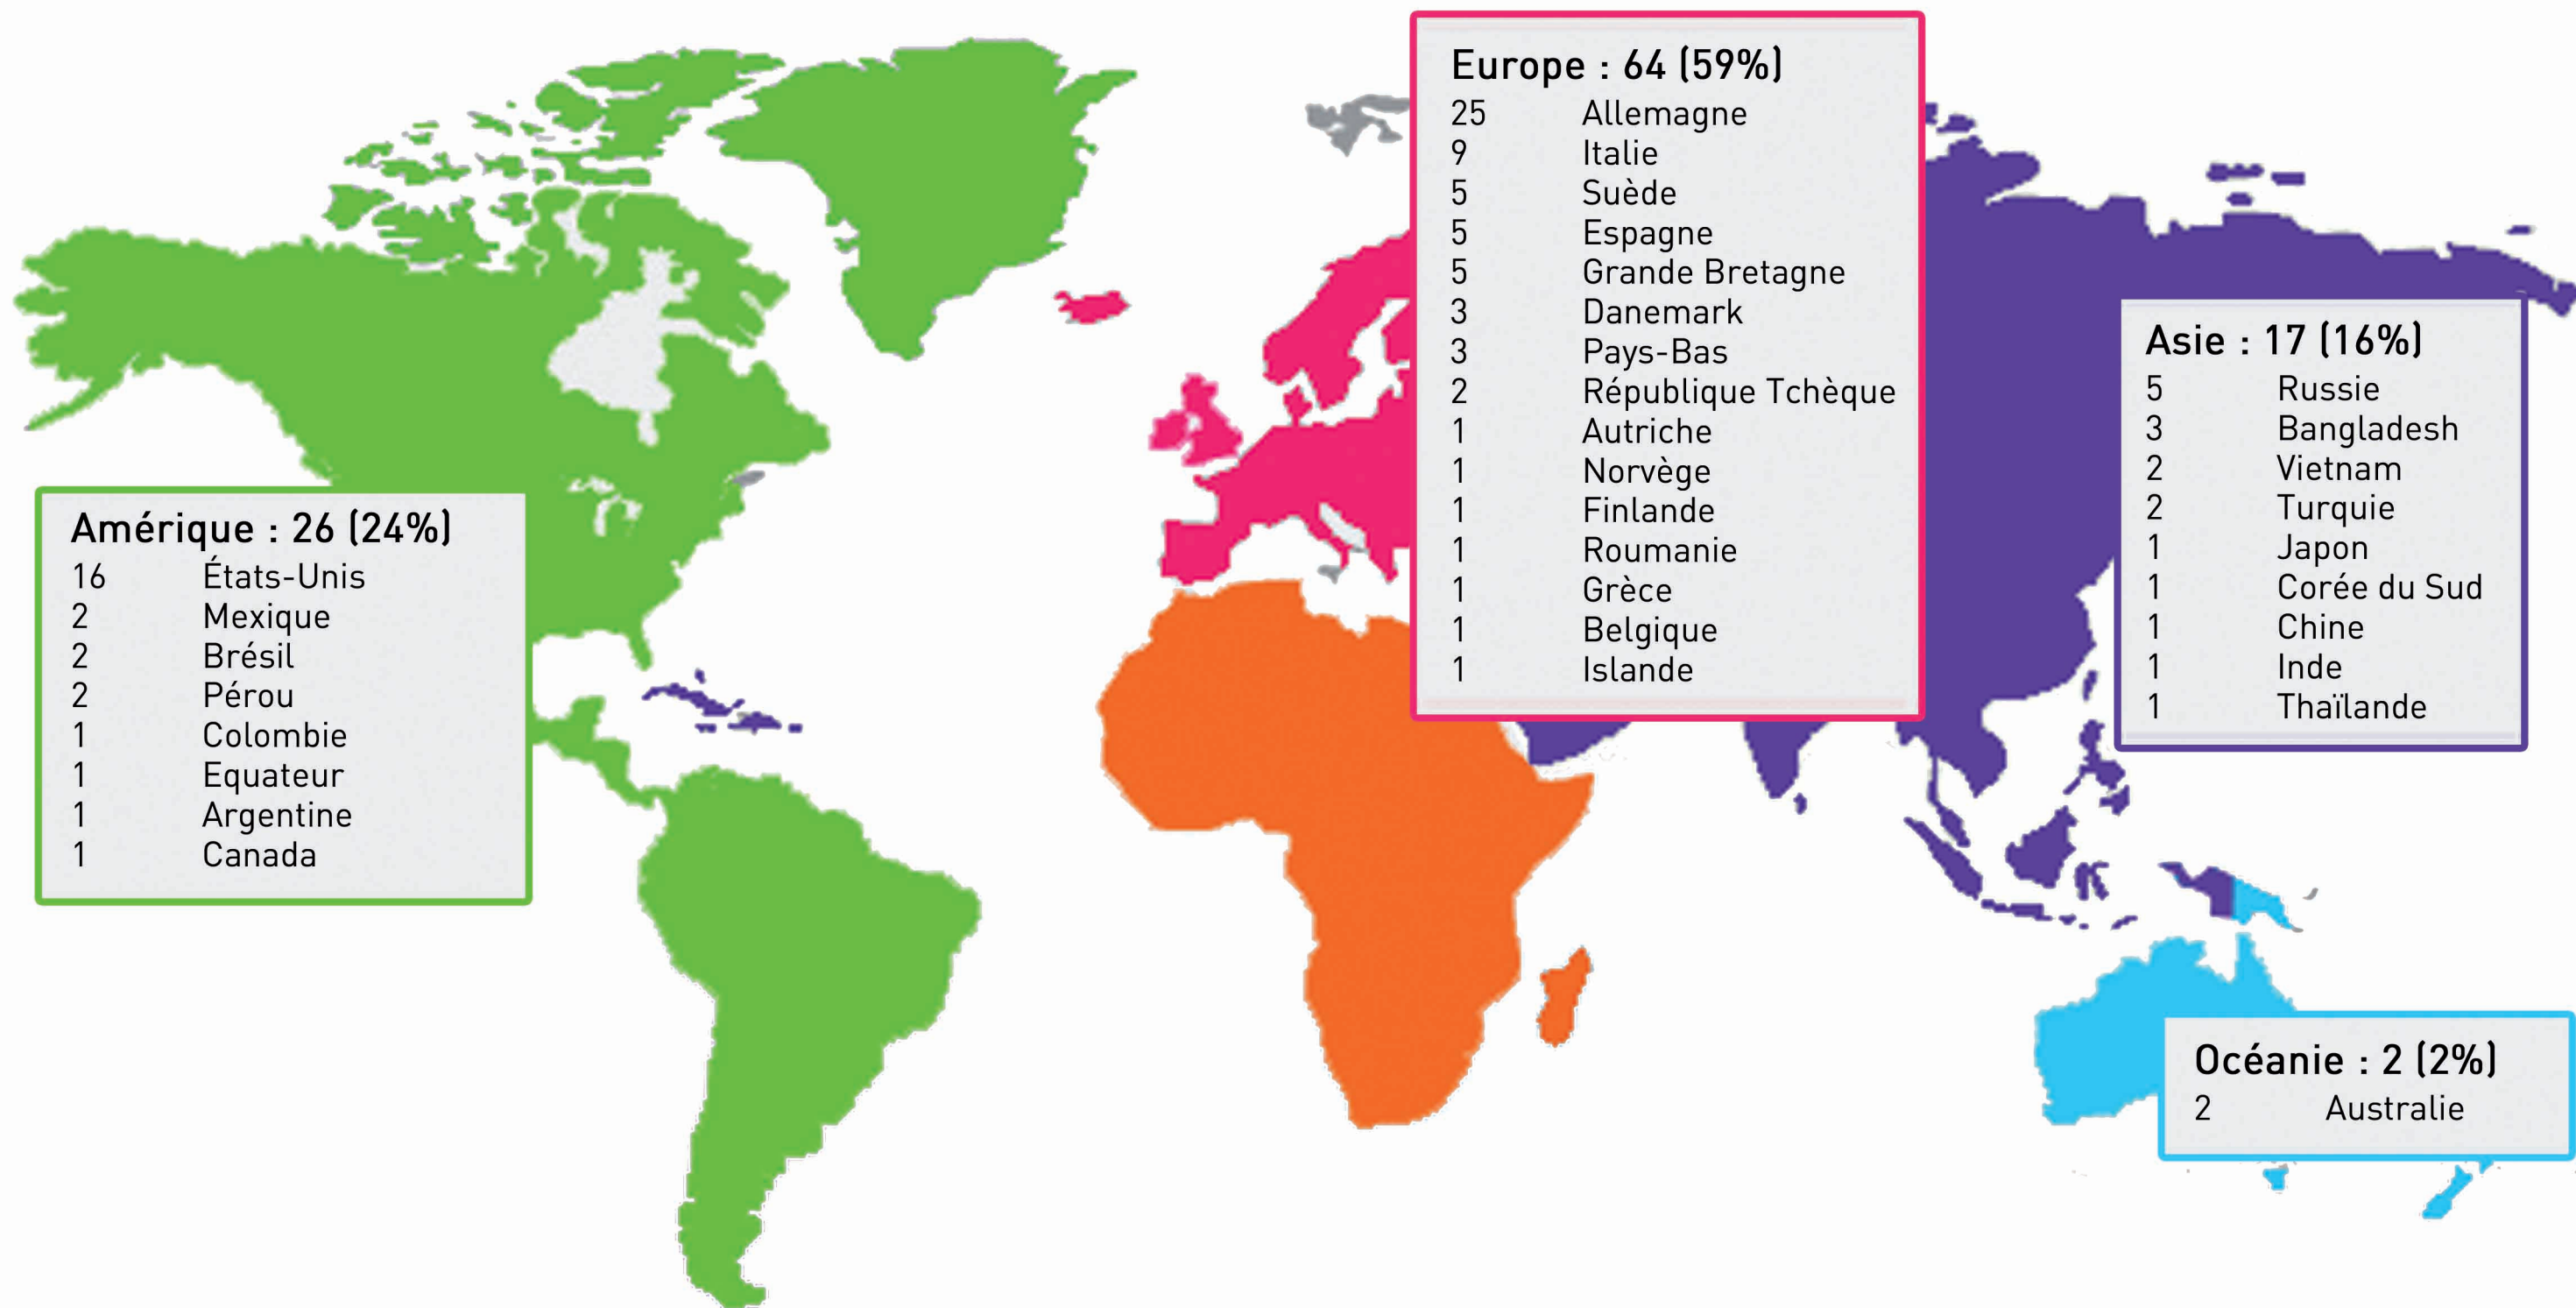 Europe : 64 (59%)
25 Allemagne
9 Italie
5 Suède
5 Espagne
5 Grande Bretagne
3 Danemark
3 Pays-Bas
2 République Tchèque
1 Autriche
1 Norvège
1 Finlande
1 Roumanie
1 Grèce
1 Belgique
1 Islande
Asie : 17 (16%)
5 Russie
3 Bangladesh
2 Vietnam
2 Turquie
1 Japon
1 Corée du Sud
1 Chine
1 Inde
1 Thaïlande
Amérique : 26 (24%)
16 États-Unis
2 Mexique
2 Brésil
2 Pérou
1 Colombie
1 Equateur
1 Argentine
1 Canada
Océanie : 2 (2%)
2 Australie